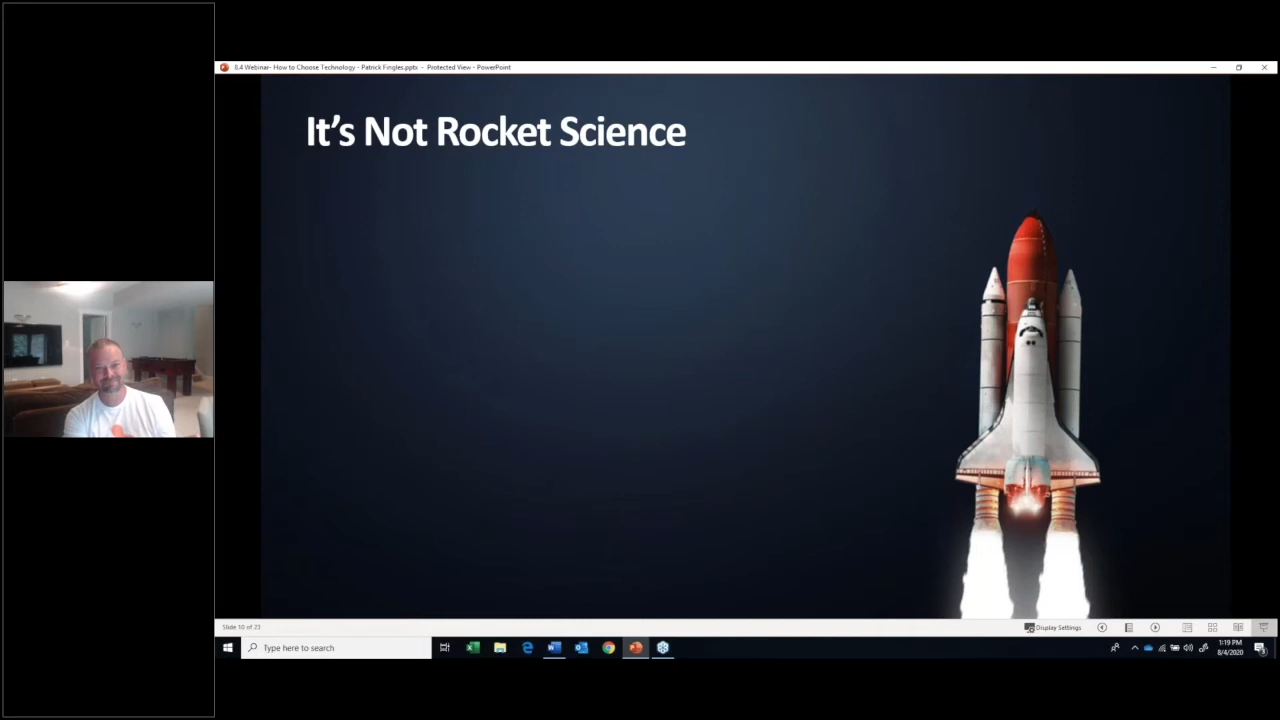 8.4 Webinar- How to Choose Technology - Patrick Fingles.pptx - Protected View - PowerPoint
It’s Not Rocket Science
Slide 10 of 23
Display Settings
Type here to search
1:19 PM
8/4/2020